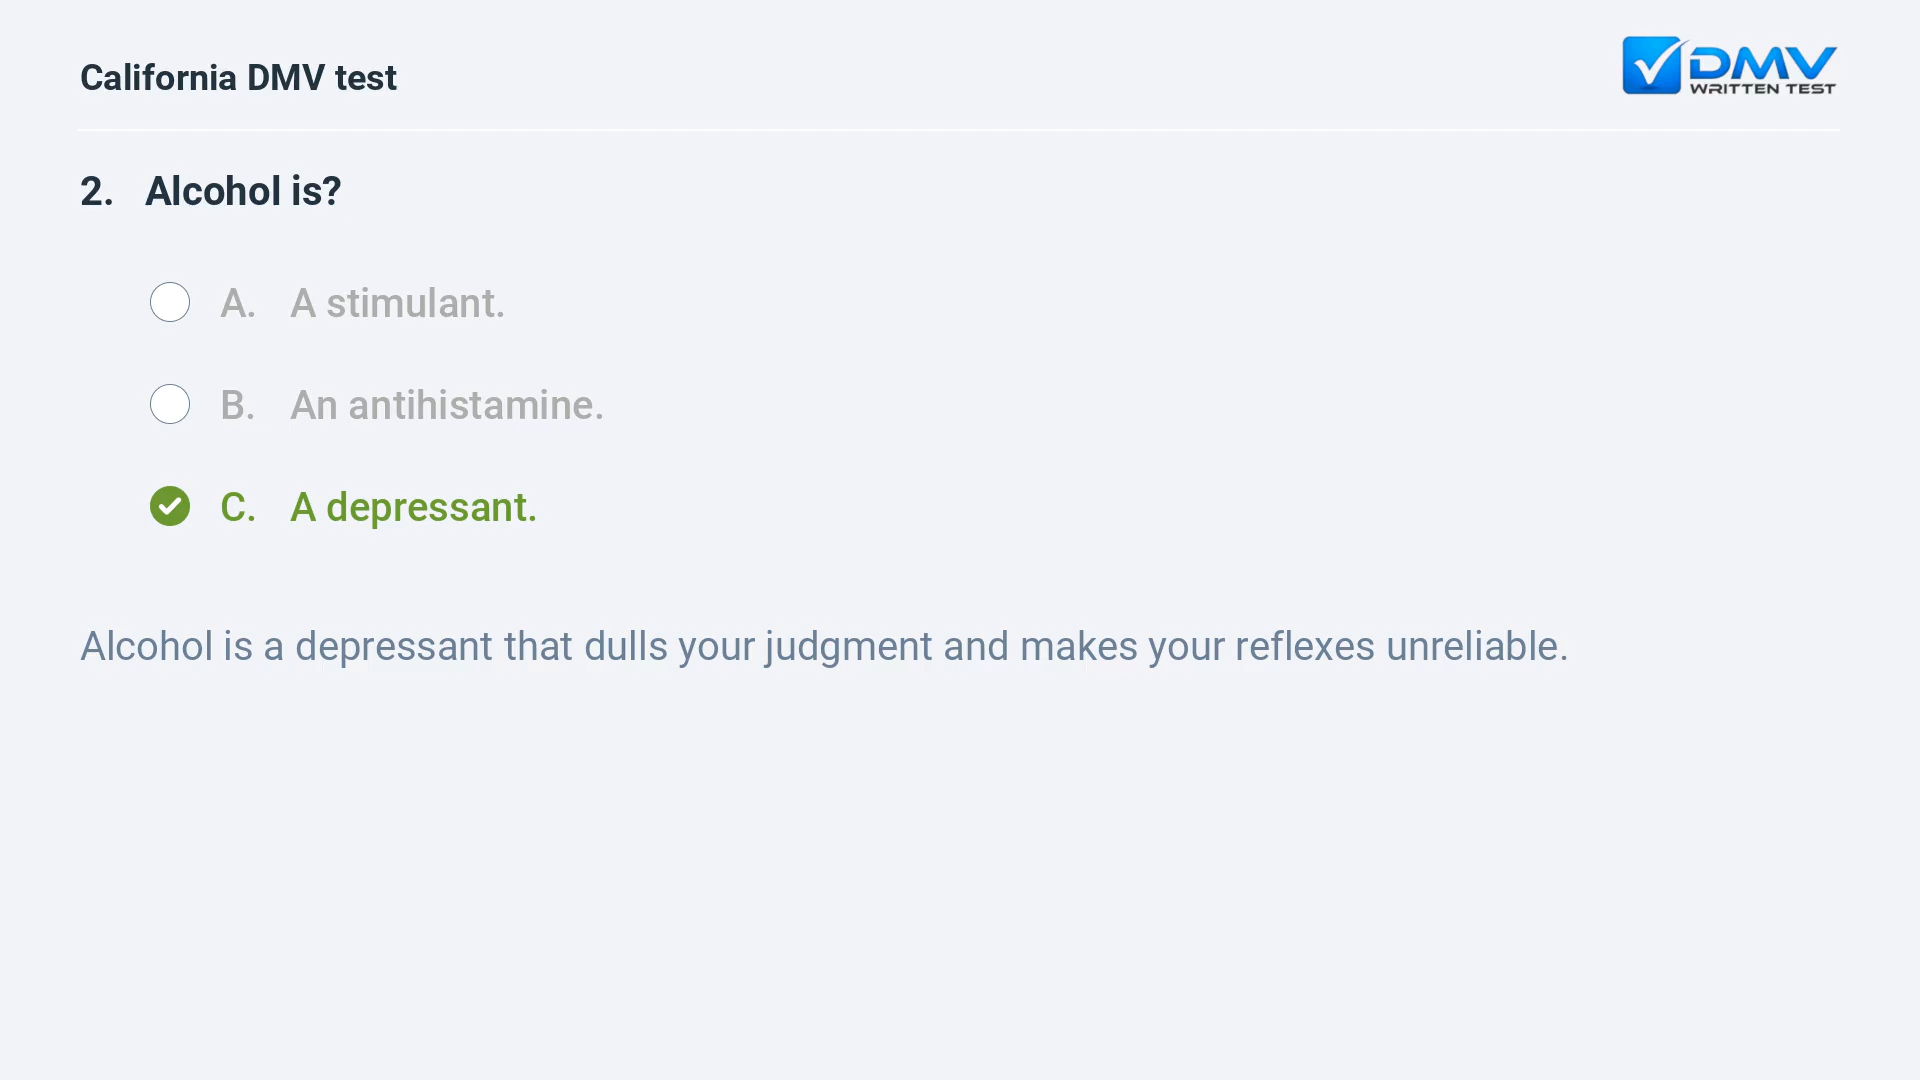 California DMV test
DMV
WRITTEN TEST
2. Alcohol is?
A. A stimulant.
B. An antihistamine.
C. A depressant.
Alcohol is a depressant that dulls your judgment and makes your reflexes unreliable.